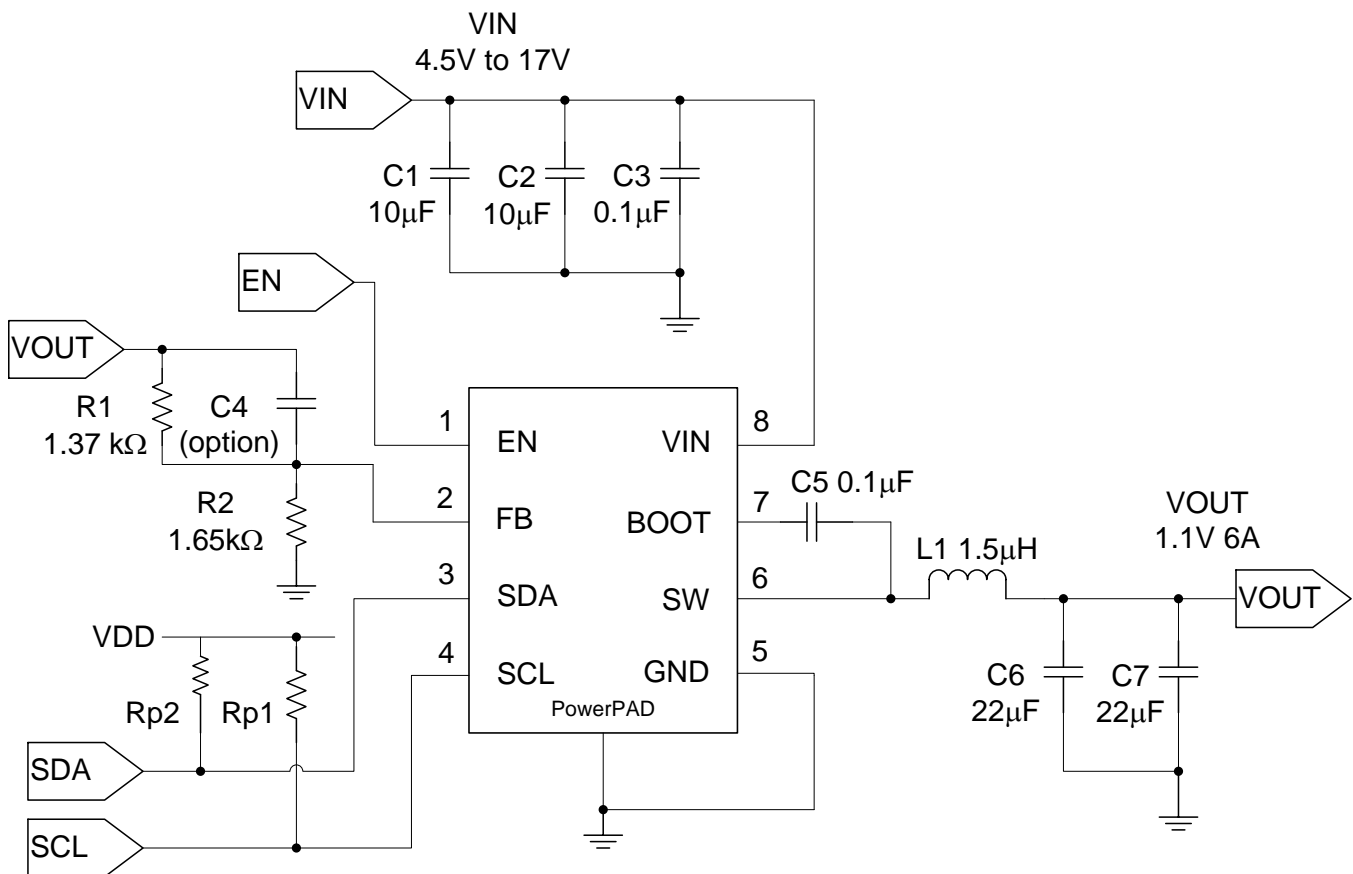 VIN
4.5V to 17V
VIN
C1
10μF
C2
10μF
C3
0.1μF
EN
VOUT
R1
1.37 kΩ
C4
(option)
R2
1.65kΩ
1
EN
2
FB
3
SDA
4
SCL
VIN
8
BOOT
7
SW
6
GND
5
PowerPAD
C5 0.1μF
L1 1.5μH
VOUT
1.1V 6A
VOUT
C6
22μF
C7
22μF
VDD
Rp2
Rp1
SDA
SCL